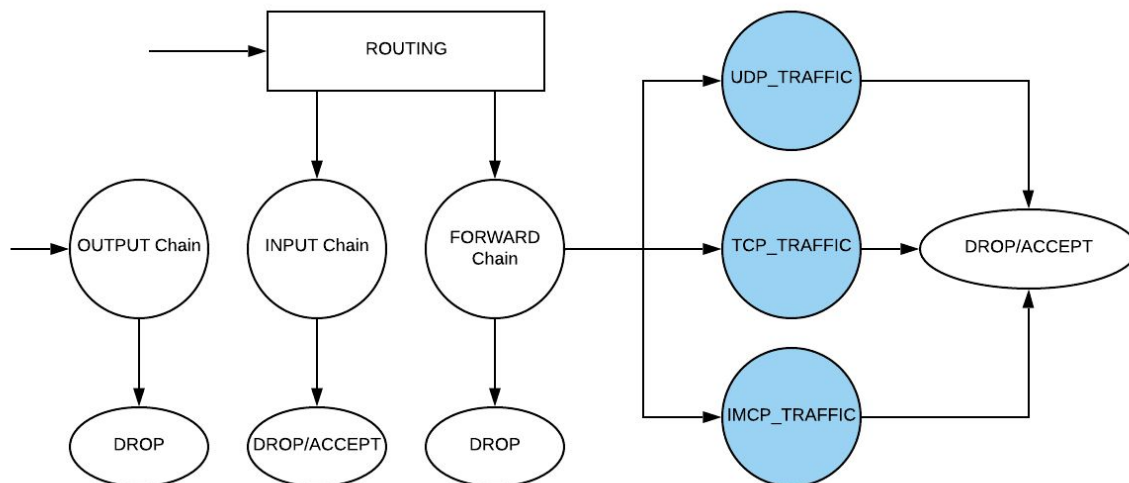 ROUTING
UDP_TRAFFIC
OUTPUT Chain
INPUT Chain
FORWARD
Chain
TCP_TRAFFIC
DROP/ACCEPT
DROP
DROP/ACCEPT
DROP
IMCP_TRAFFIC